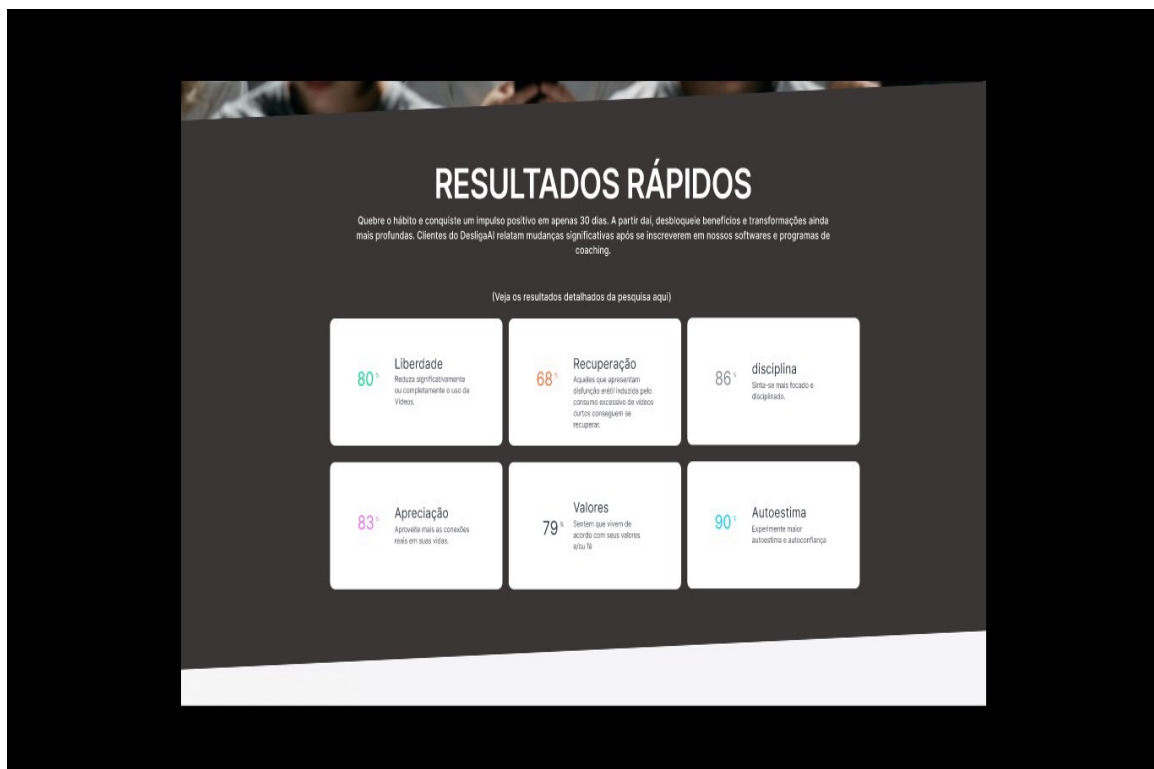 RESULTADOS RÁPIDOS
Quebre o hábito e conquiste um impulso positivo em apenas 30 dias. A partir daí, desbloqueie benefícios e transformações ainda
mais profundas. Clientes do DesligaAI relatam mudanças significativas após se inscreverem em nossos softwares e programas de
coaching.
(Veja os resultados detalhados da pesquisa aqui)
80 %
Liberdade
Reduza significativamente
ou completamente o uso de
Vídeos.
68 %
Recuperação
Aqueles que apresentam
disfunção erétil induzida pelo
consumo excessivo de vídeos
curtos conseguem se
recuperar.
86 %
disciplina
Sinta-se mais focado e
disciplinado.
83 %
Apreciação
Aproveite mais as conexões
reais em suas vidas.
79 %
Valores
Sentem que vivem de
acordo com seus valores
e/ou fé
90 %
Autoestima
Experimente maior
autoestima e autoconfiança